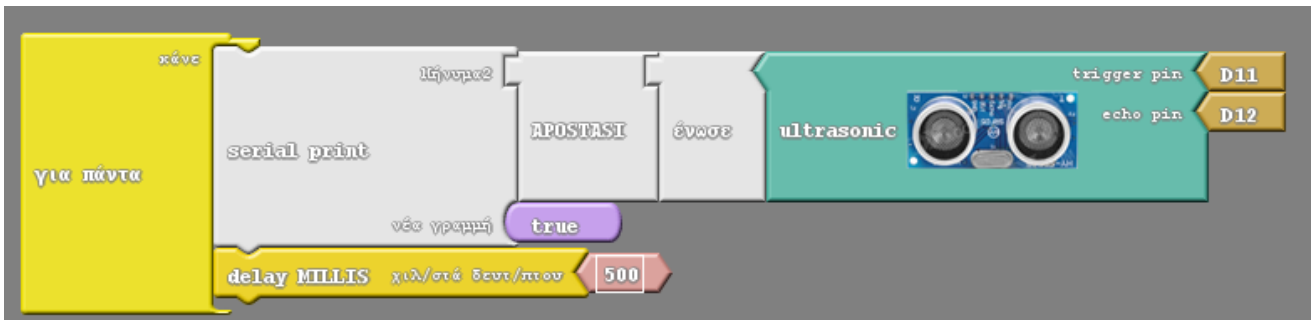 κάνε
Μήνυμα2
trigger pin D11
echo pin D12
APOSTASI ένωσε ultrasonic
serial print
για πάντα
νέα γραμμή true
delay MILLIS χιλ/στά δευτ/πτου 500